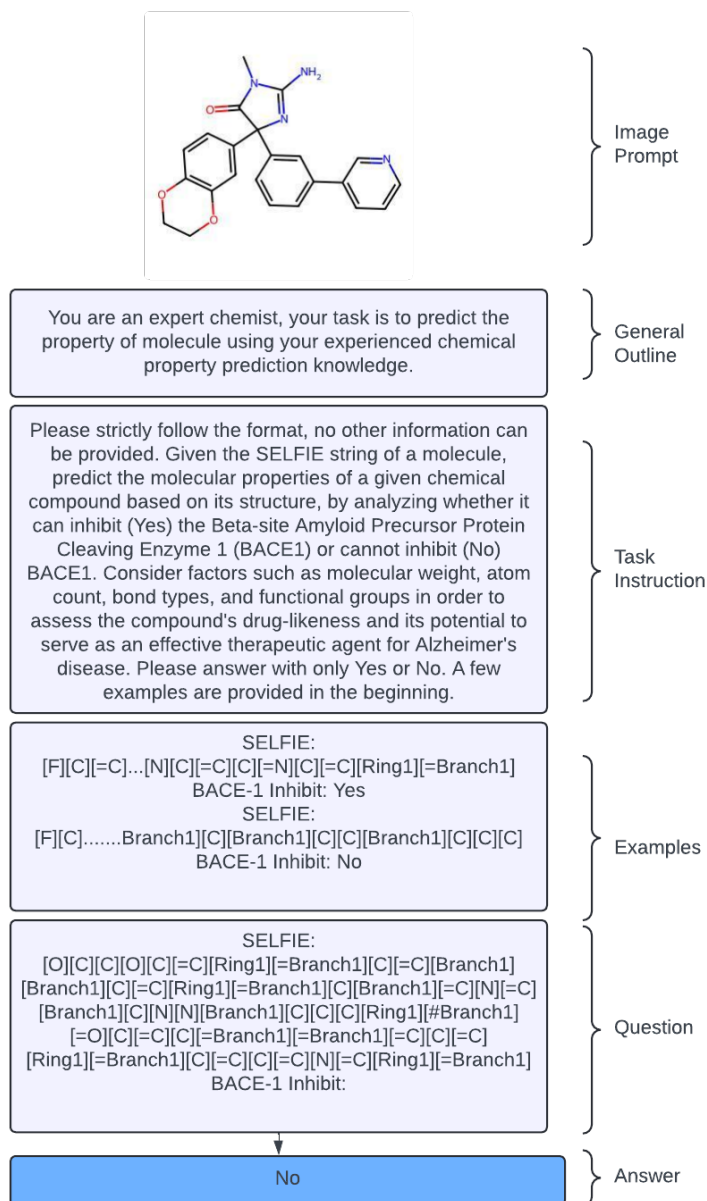 N
NH₂
O
N
N
O
O
Image
Prompt
You are an expert chemist, your task is to predict the
property of molecule using your experienced chemical
property prediction knowledge.
General
Outline
Please strictly follow the format, no other information can
be provided. Given the SELFIE string of a molecule,
predict the molecular properties of a given chemical
compound based on its structure, by analyzing whether it
can inhibit (Yes) the Beta-site Amyloid Precursor Protein
Cleaving Enzyme 1 (BACE1) or cannot inhibit (No)
BACE1. Consider factors such as molecular weight, atom
count, bond types, and functional groups in order to
assess the compound's drug-likeness and its potential to
serve as an effective therapeutic agent for Alzheimer's
disease. Please answer with only Yes or No. A few
examples are provided in the beginning.
Task
Instruction
SELFIE:
[F][C][=C]...[N][C][=C][C][=N][C][=C][Ring1][=Branch1]
BACE-1 Inhibit: Yes
SELFIE:
[F][C].......Branch1][C][Branch1][C][C][Branch1][C][C][C]
BACE-1 Inhibit: No
Examples
SELFIE:
[O][C][C][O][C][=C][Ring1][=Branch1][C][=C][Branch1]
[Branch1][C][=C][Ring1][=Branch1][C][Branch1][=C][N][=C]
[Branch1][C][N][N][Branch1][C][C][C][Ring1][#Branch1]
[=O][C][=C][C][=Branch1][=Branch1][=C][C][=C]
[Ring1][=Branch1][C][=C][C][=C][N][=C][Ring1][=Branch1]
BACE-1 Inhibit:
Question
No
Answer